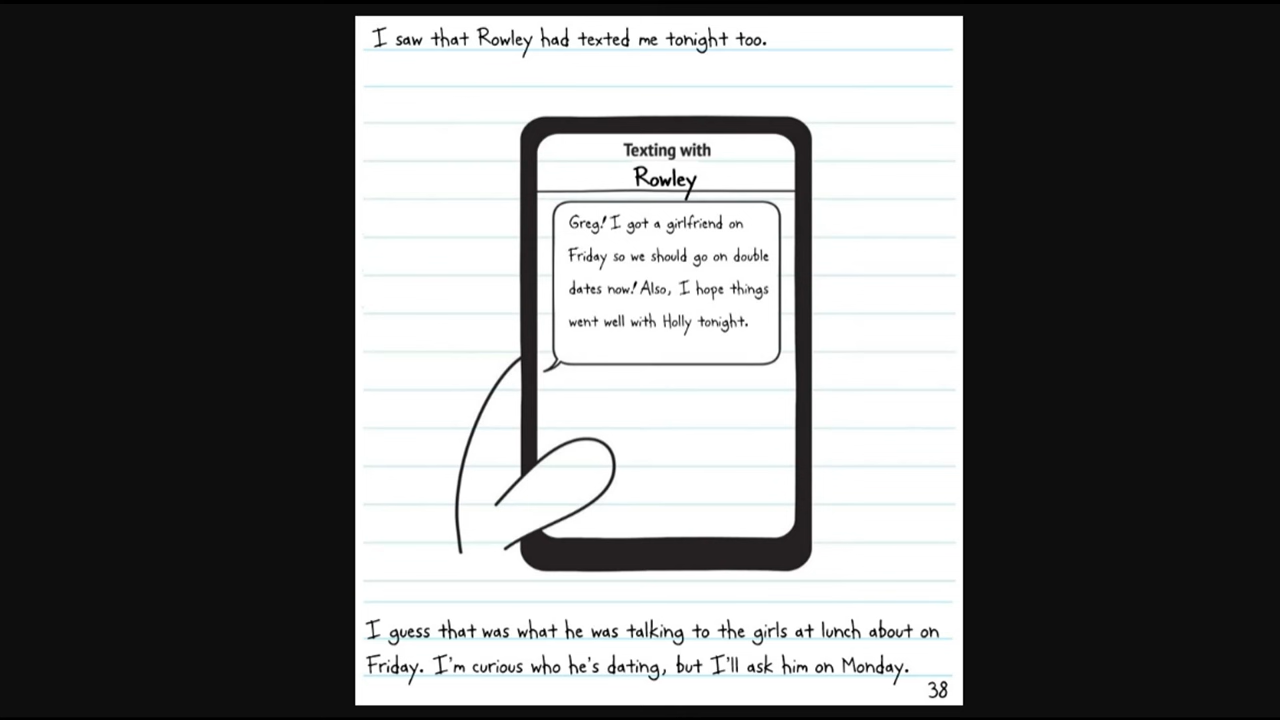 I saw that Rowley had texted me tonight too.
Texting with
Rowley
Greg! I got a girlfriend on
Friday so we should go on double
dates now! Also, I hope things
went well with Holly tonight.
I guess that was what he was talking to the girls at lunch about on
Friday. I'm curious who he's dating, but I'll ask him on Monday.
38